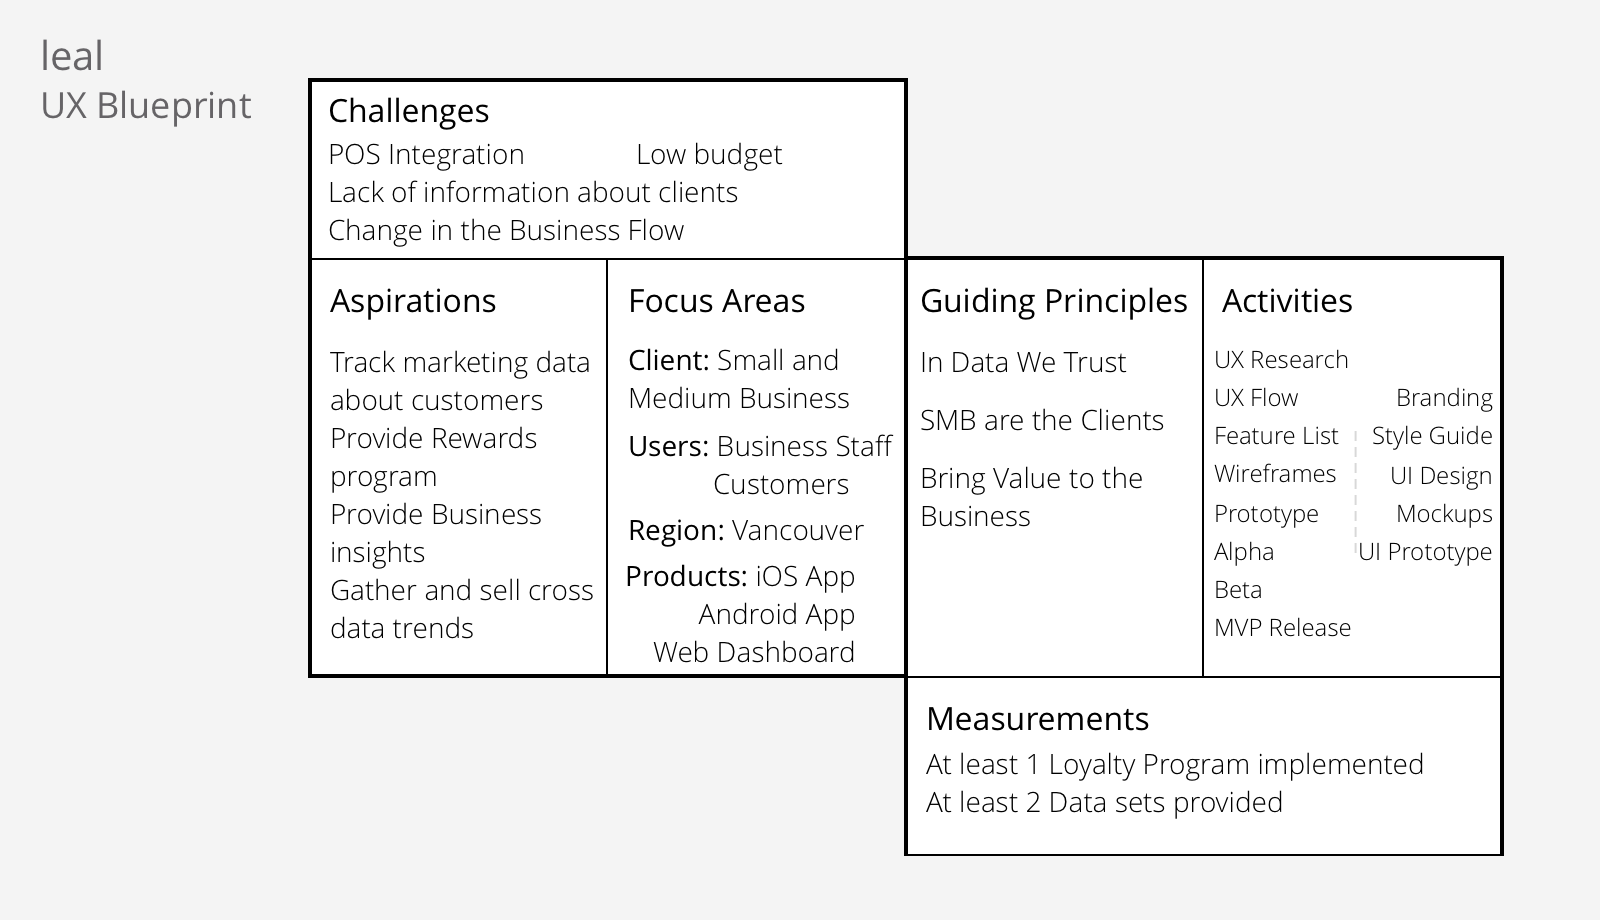 leal
UX Blueprint
Challenges
POS Integration Low budget
Lack of information about clients
Change in the Business Flow
Aspirations
Track marketing data
about customers
Provide Rewards
program
Provide Business
insights
Gather and sell cross
data trends
Focus Areas
Client: Small and
Medium Business
Users: Business Staff
Customers
Region: Vancouver
Products: iOS App
Android App
Web Dashboard
Guiding Principles
In Data We Trust
SMB are the Clients
Bring Value to the
Business
Activities
UX Research
UX Flow
Feature List
Wireframes
Prototype
Alpha
Beta
MVP Release
Branding
Style Guide
UI Design
Mockups
UI Prototype
Measurements
At least 1 Loyalty Program implemented
At least 2 Data sets provided